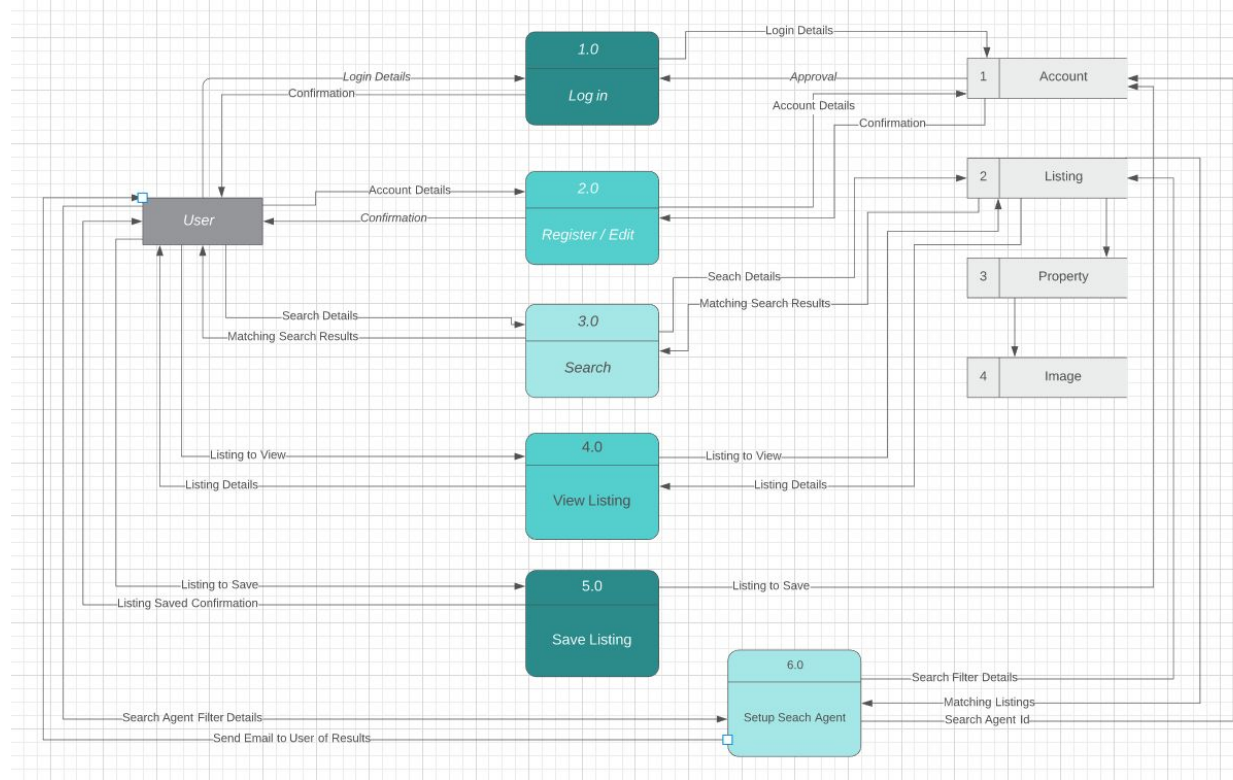 1.0
Log in
Login Details
Login Details
Approval
Confirmation
Account Details
Confirmation
1 Account
2 Listing
3 Property
4 Image
User
Account Details
Confirmation
2.0
Register / Edit
Seach Details
Matching Search Results
Search Details
Matching Search Results
3.0
Search
Listing to View
Listing Details
4.0
View Listing
Listing to View
Listing Details
Listing to Save
Listing Saved Confirmation
5.0
Save Listing
Listing to Save
6.0
Setup Seach Agent
Search Filter Details
Matching Listings
Search Agent Id
Search Agent Filter Details
Send Email to User of Results